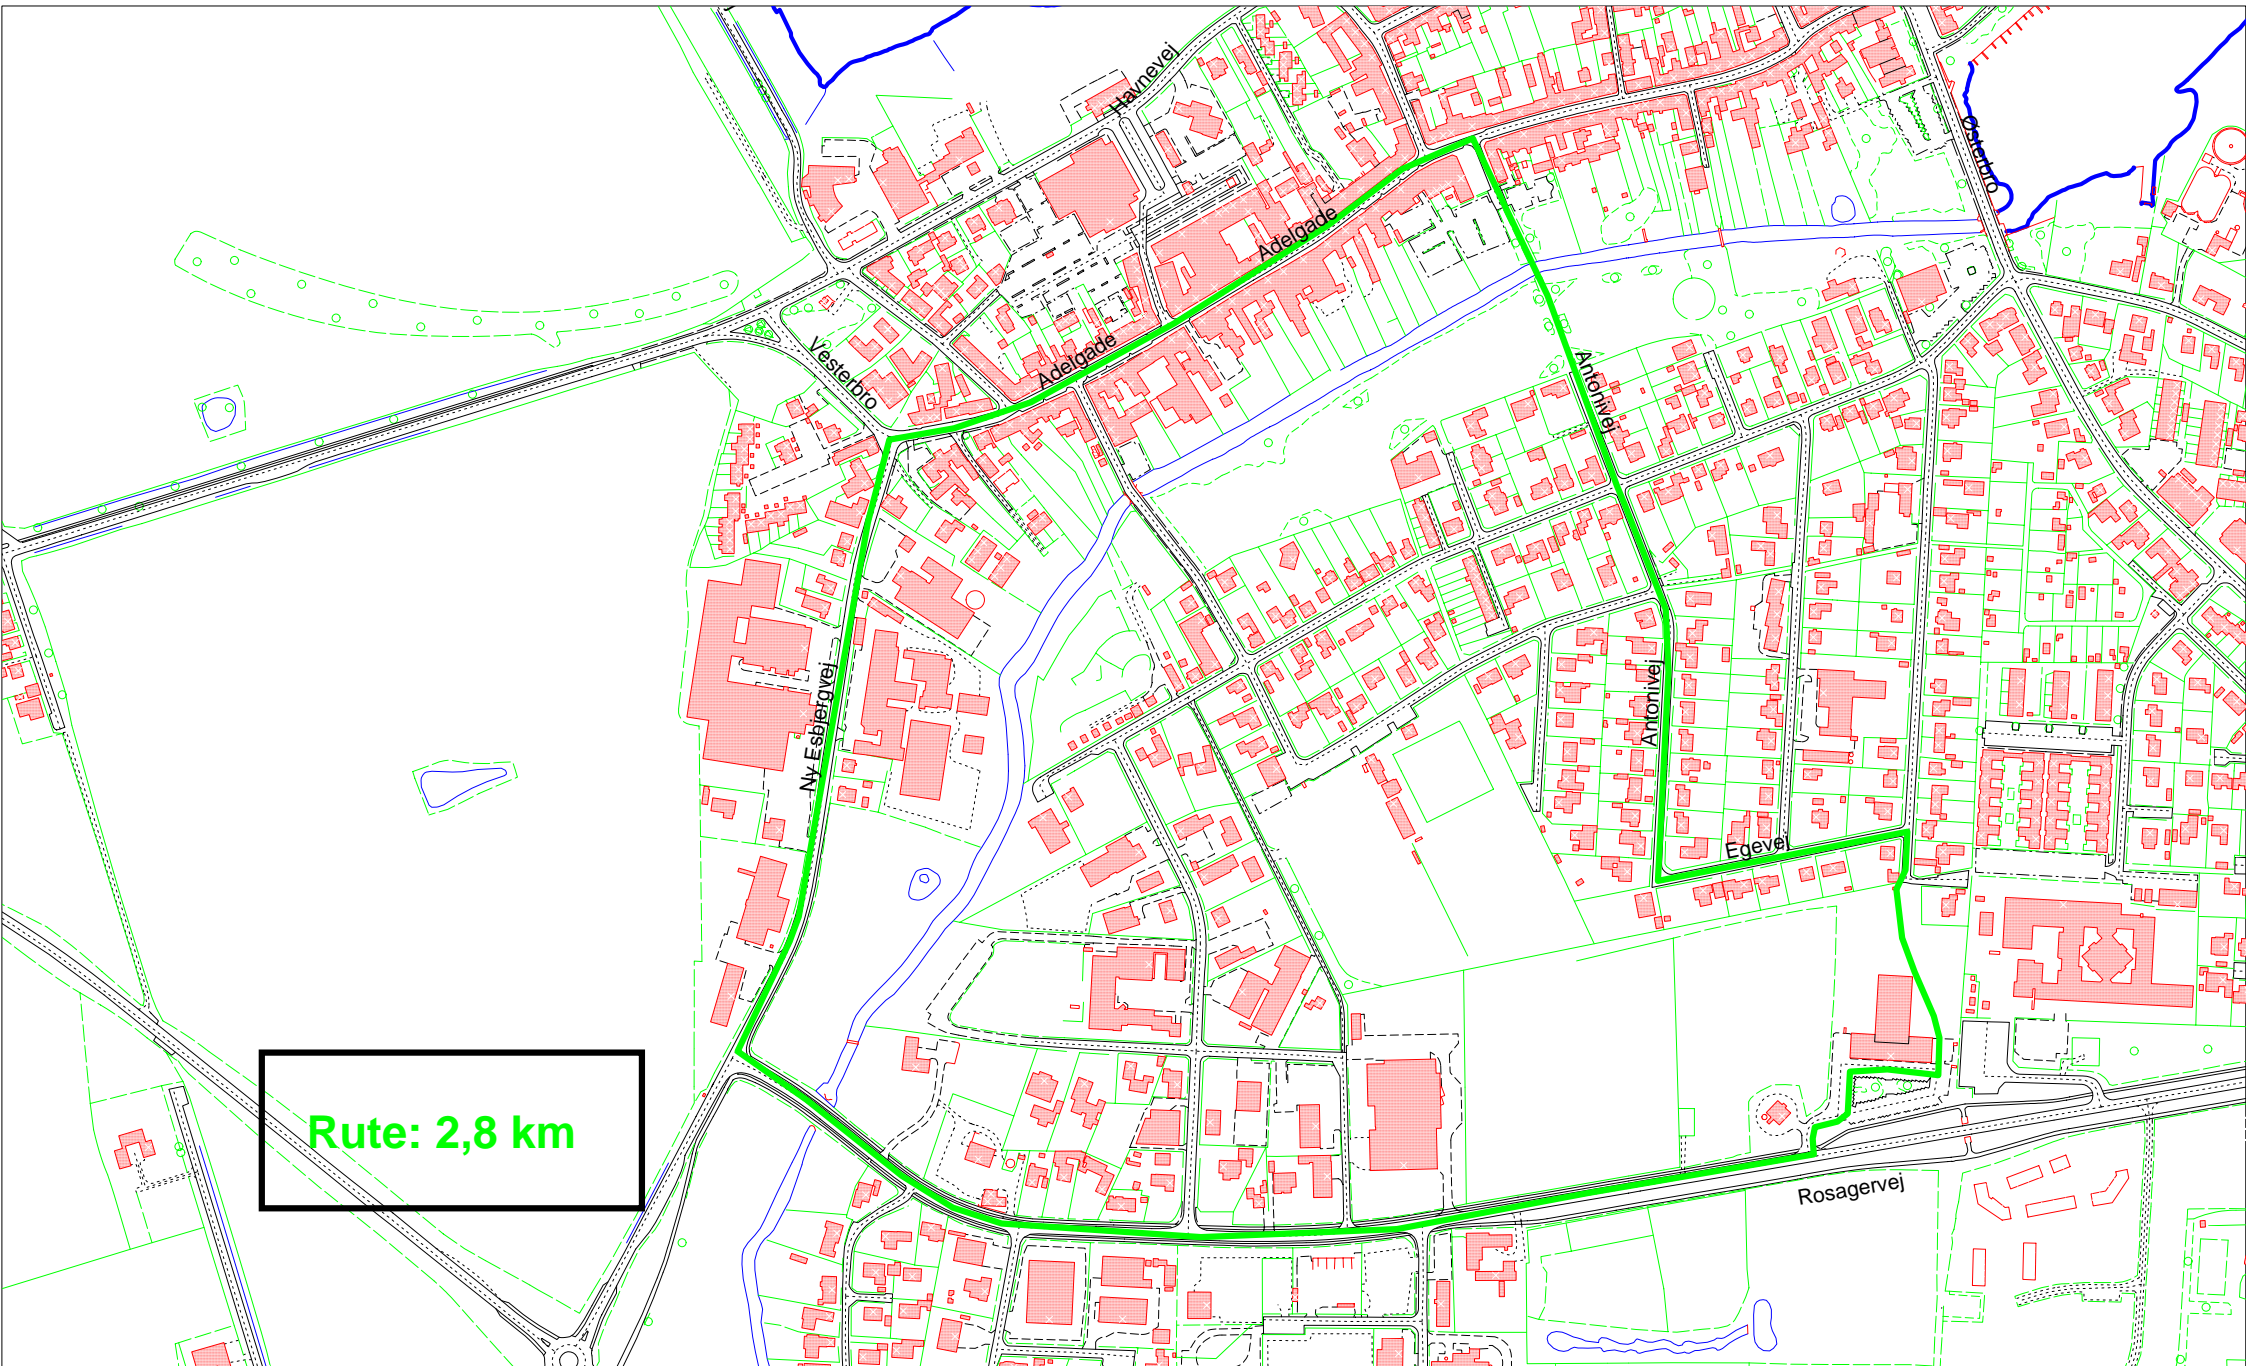 Havnevej
Østerbro
Adelgade
Adelgade
Vesterbro
Antonivej
Ny Esbjergvej
Antonivej
Egevej
Rute: 2,8 km
Rosagervej